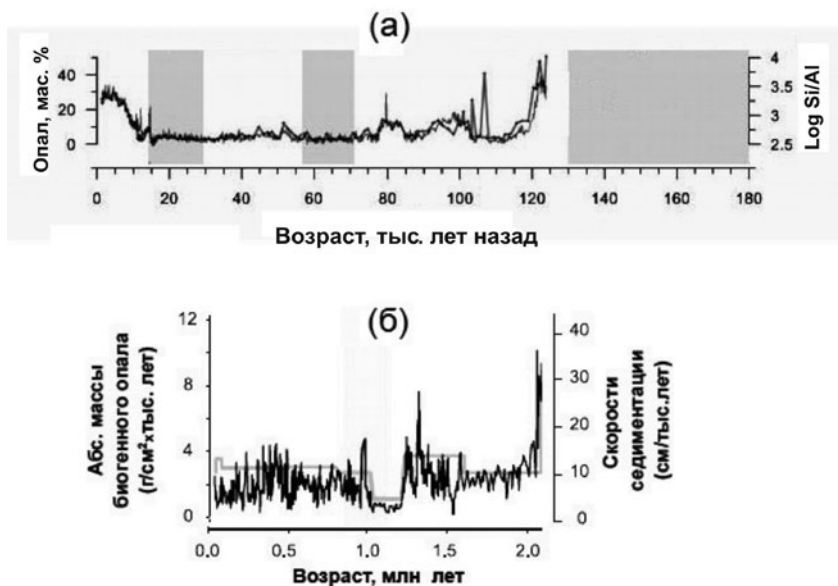 (а)
Опал, мас. %
40
20
0
4
3.5
3
2.5
Log Si/Al
0 20 40 60 80 100 120 140 160 180
Возраст, тыс. лет назад
(б)
Абс. массы
биогенного опала
(г/см²хтыс. лет)
12
8
4
0
40
30
20
10
0
Скорости
седиментации
(см/тыс.лет)
0.0 0.5 1.0 1.5 2.0
Возраст, млн лет